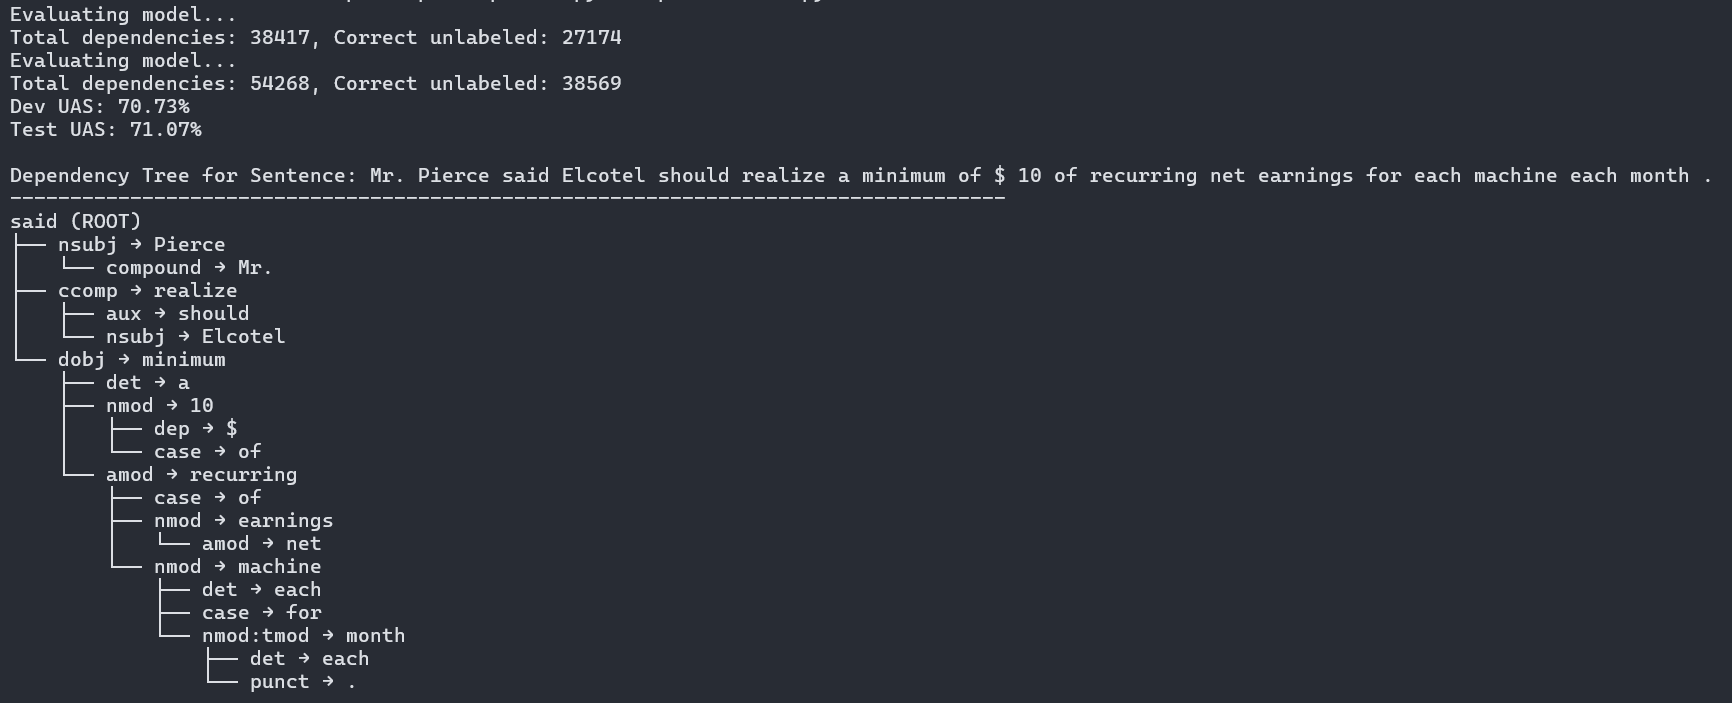 Evaluating model...
Total dependencies: 38417, Correct unlabeled: 27174
Evaluating model...
Total dependencies: 54268, Correct unlabeled: 38569
Dev UAS: 70.73%
Test UAS: 71.07%
Dependency Tree for Sentence: Mr. Pierce said Elcotel should realize a minimum of $ 10 of recurring net earnings for each machine each month .
-----------------------------------------------------------------------------------
said (ROOT)
├── nsubj → Pierce
│   └── compound → Mr.
├── ccomp → realize
│   ├── aux → should
│   └── nsubj → Elcotel
└── dobj → minimum
    ├── det → a
    ├── nmod → 10
    │   ├── dep → $
    │   └── case → of
    └── amod → recurring
        ├── case → of
        ├── nmod → earnings
        │   └── amod → net
        └── nmod → machine
            ├── det → each
            ├── case → for
            └── nmod:tmod → month
                ├── det → each
                └── punct → .